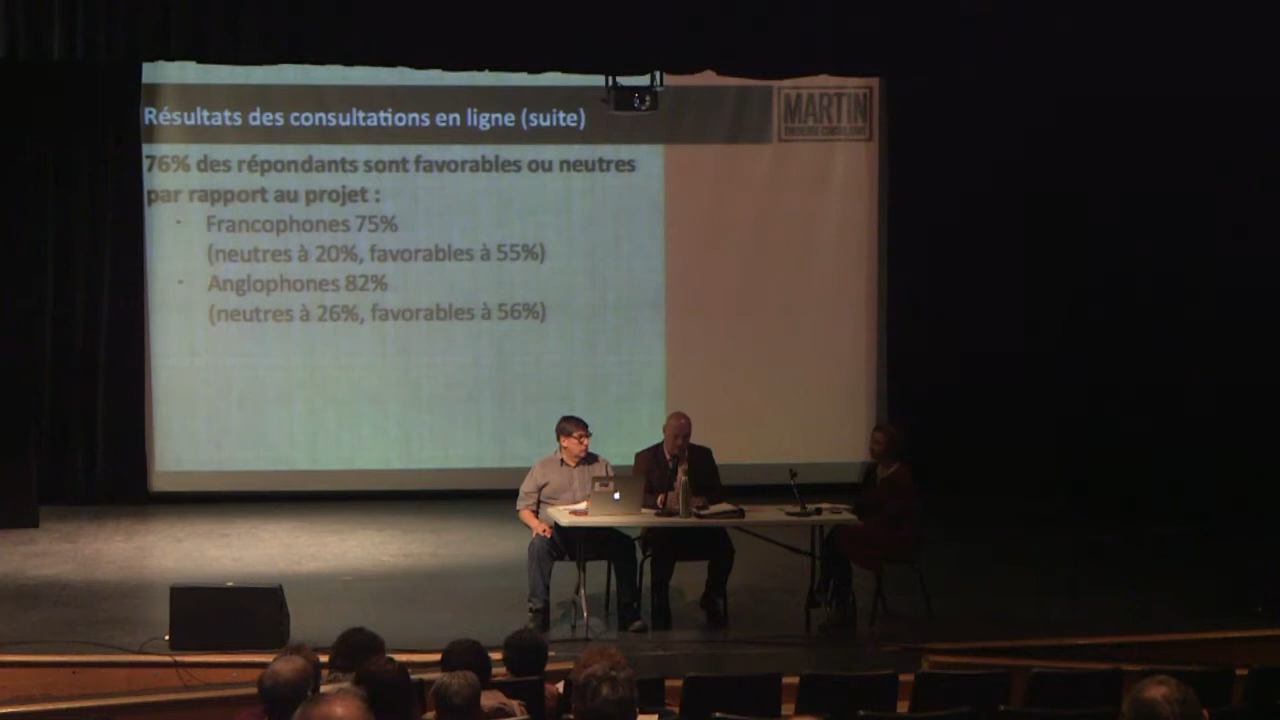 Résultats des consultations en ligne (suite)
MARTIN
76% des répondants sont favorables ou neutres
par rapport au projet :
- Francophones 75%
(neutres à 20%, favorables à 55%)
- Anglophones 82%
(neutres à 26%, favorables à 56%)